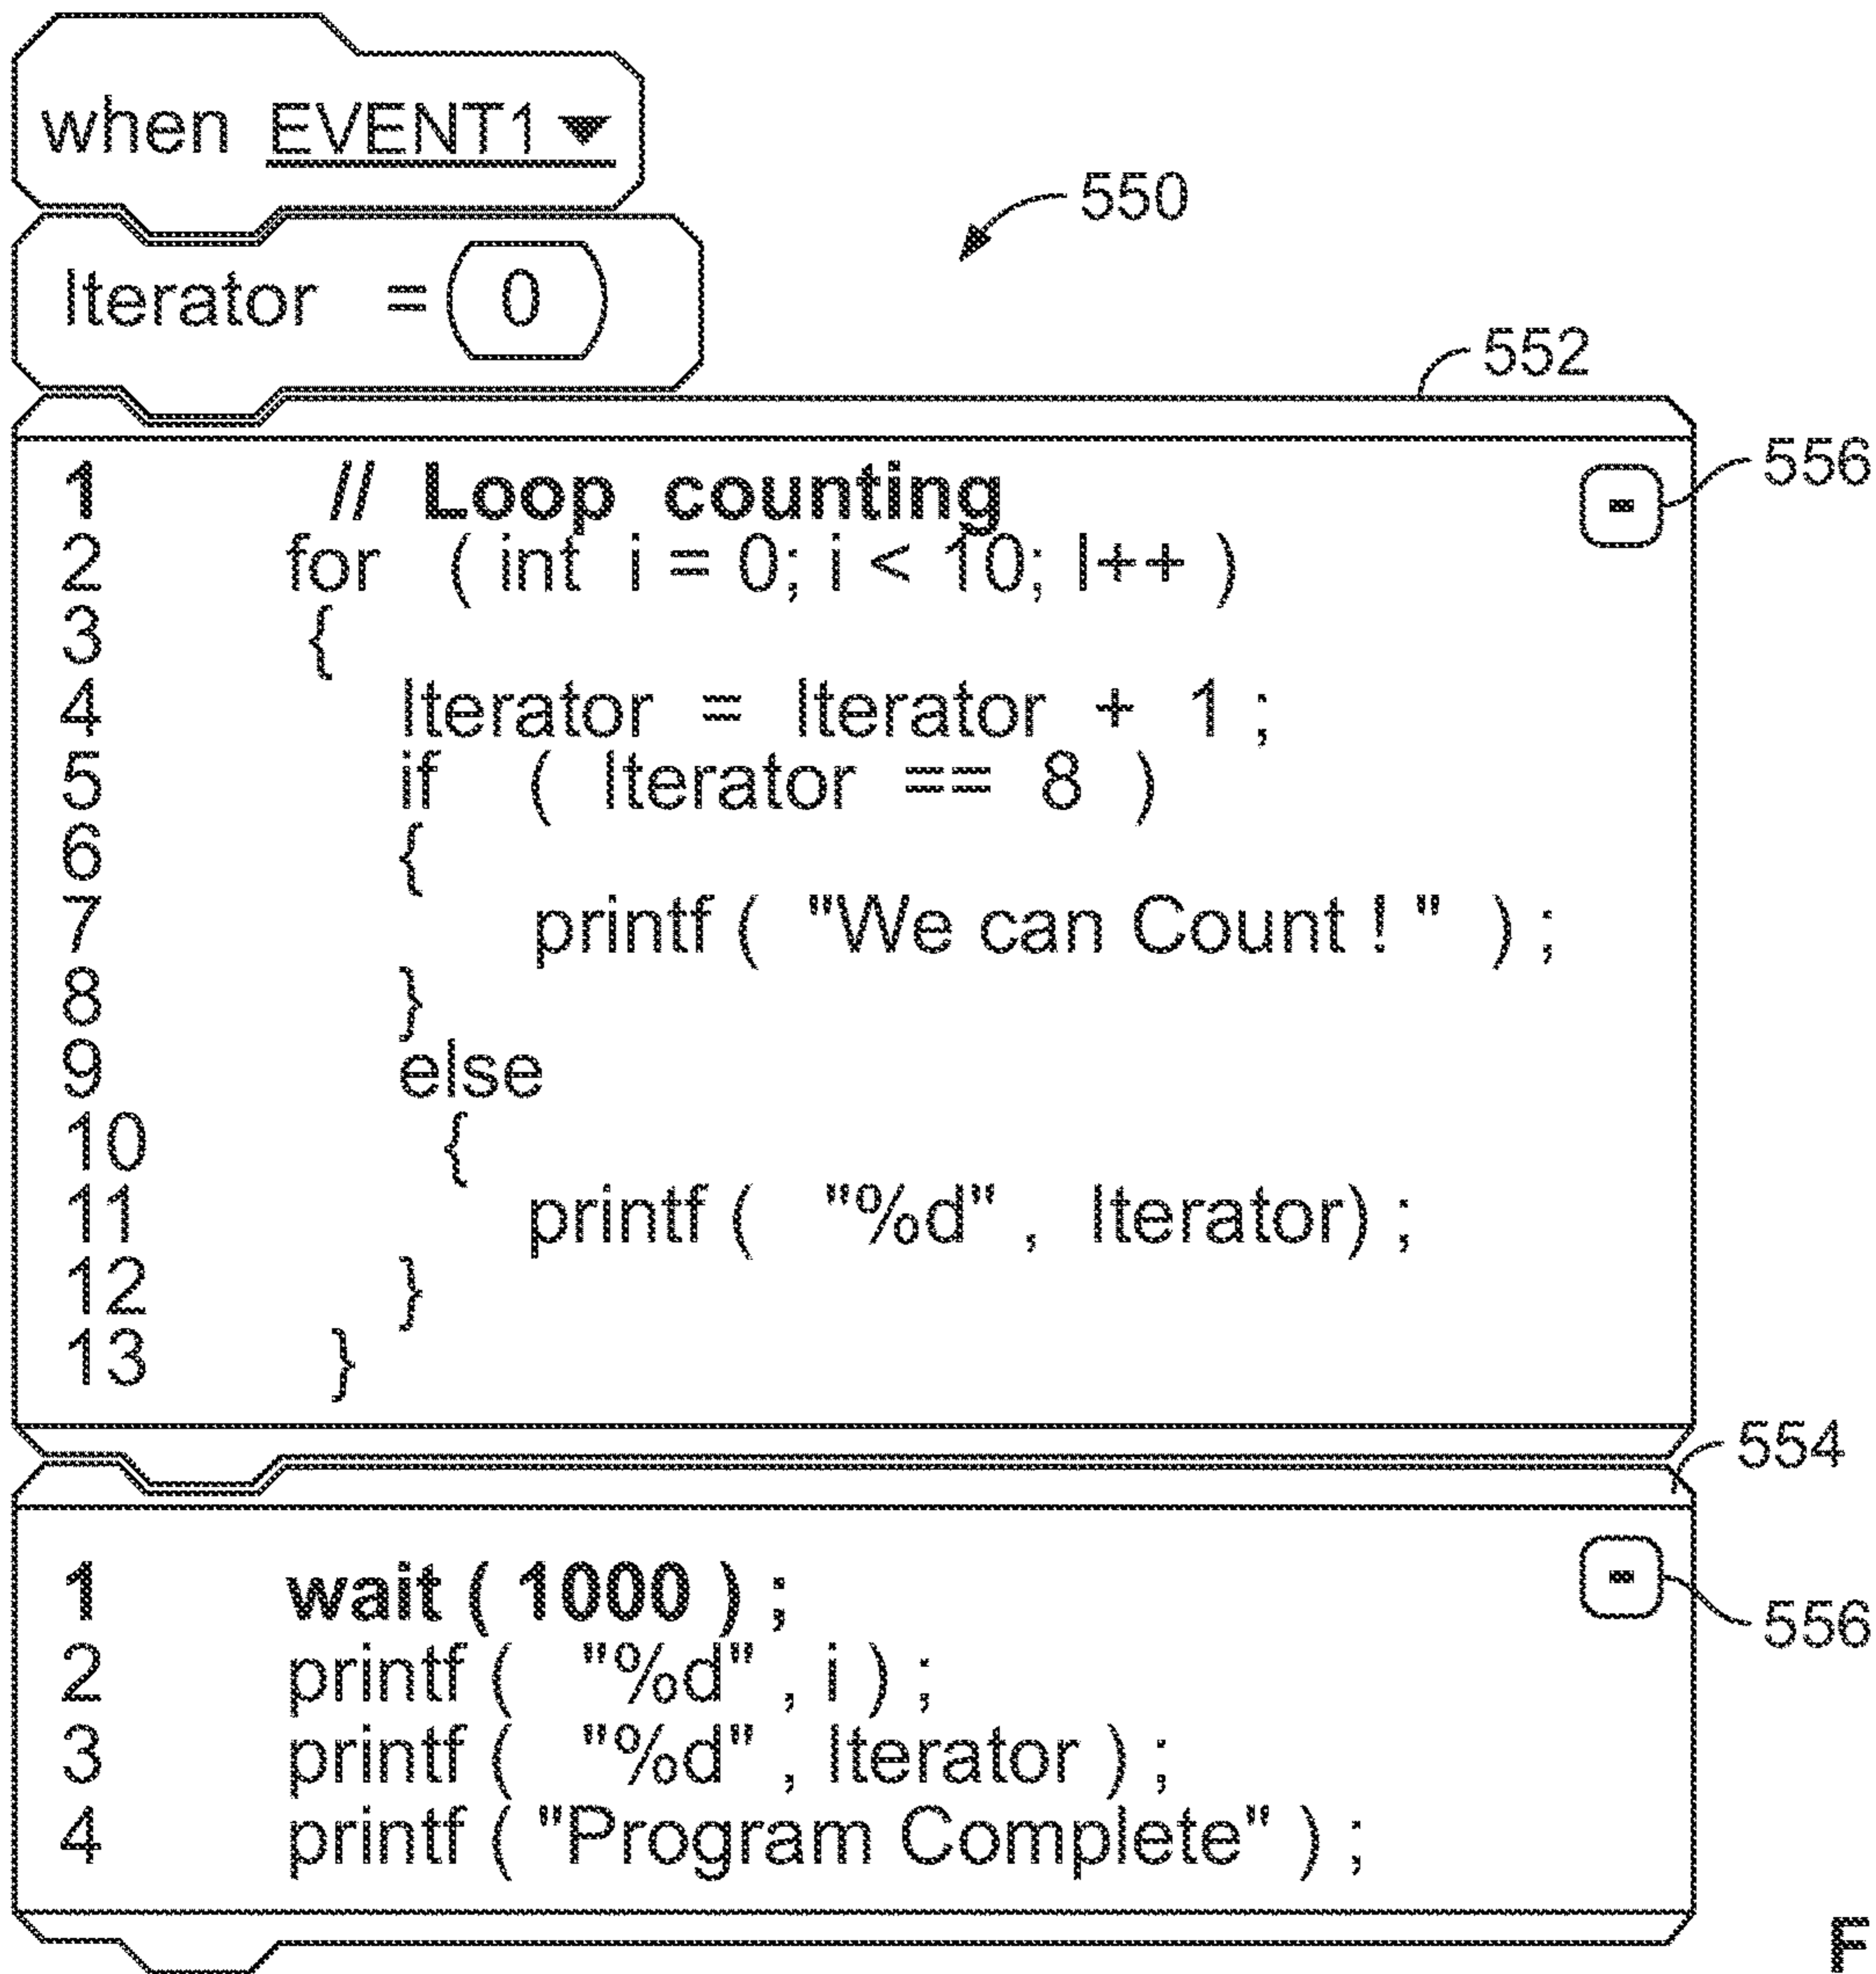 when EVENT1
550
Iterator = 0
552
556
1 // Loop counting
2 for ( int i = 0; i < 10; I++ )
3 {
4 Iterator = Iterator + 1 ;
5 if ( Iterator == 8 )
6 {
7 printf ( "We can Count ! " ) ;
8 }
9 else
10 {
11 printf ( "%d" , Iterator) ;
12 }
13 }
554
556
1 wait ( 1000 ) ;
2 printf ( "%d" , i ) ;
3 printf ( "%d" , Iterator ) ;
4 printf ( "Program Complete" ) ;
F